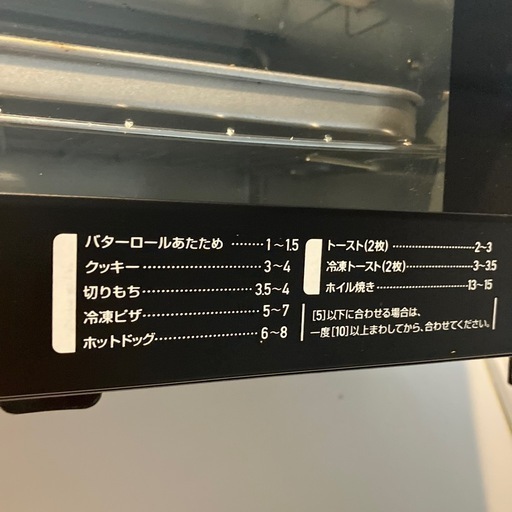 バターロールあたため ········1~1.5
クッキー·····················3~4
切りもち····················3.5~4
冷凍ピザ····················5~7
ホットドッグ·················6~8
トースト(2枚)·················2~3
冷凍トースト(2枚)··············3~3.5
ホイル焼き···················13~15
[5]以下に合わせる場合は、
一度[10]以上まわしてから、合わせてください。